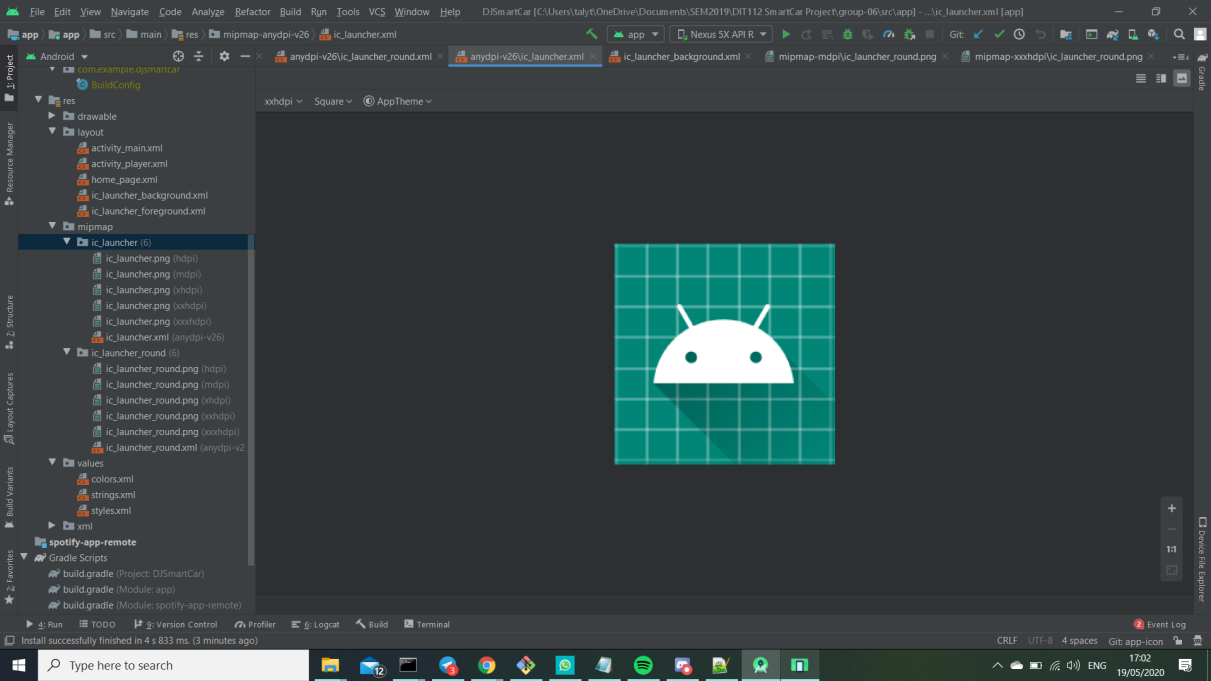 File Edit View Navigate Code Analyze Refactor Build Run Tools VCS Window Help DJSmartCar [C:\Users\talyt\OneDrive\Documents\SEM2019\DIT112 SmartCar Project\group-06\src\app] - ...\ic_launcher.xml [app]
app app src main res mipmap-anydpi-v26 ic_launcher.xml app Nexus 5X API R Git:
Android anydpi-v26\ic_launcher_round.xml anydpi-v26\ic_launcher.xml ic_launcher_background.xml mipmap-mdpi\ic_launcher_round.png mipmap-xxxhdpi\ic_launcher_round.png
xxhdpi Square AppTheme
1: Project
Resource Manager
Z: Structure
Layout Captures
Build Variants
2: Favorites
com.example.djsmartcar
BuildConfig
res
drawable
layout
activity_main.xml
activity_player.xml
home_page.xml
ic_launcher_background.xml
ic_launcher_foreground.xml
mipmap
ic_launcher (6)
ic_launcher.png (hdpi)
ic_launcher.png (mdpi)
ic_launcher.png (xhdpi)
ic_launcher.png (xxhdpi)
ic_launcher.png (xxxhdpi)
ic_launcher.xml (anydpi-v26)
ic_launcher_round (6)
ic_launcher_round.png (hdpi)
ic_launcher_round.png (mdpi)
ic_launcher_round.png (xhdpi)
ic_launcher_round.png (xxhdpi)
ic_launcher_round.png (xxxhdpi)
ic_launcher_round.xml (anydpi-v2
values
colors.xml
strings.xml
styles.xml
xml
spotify-app-remote
Gradle Scripts
build.gradle (Project: DJSmartCar)
build.gradle (Module: app)
build.gradle (Module: spotify-app-remote)
Gradle
1:1
Device File Explorer
4: Run TODO 9: Version Control Profiler 6: Logcat Build Terminal 2 Event Log
Install successfully finished in 4 s 833 ms. (3 minutes ago) CRLF UTF-8 4 spaces Git: app-icon
Type here to search 12 3 ENG 17:02
19/05/2020